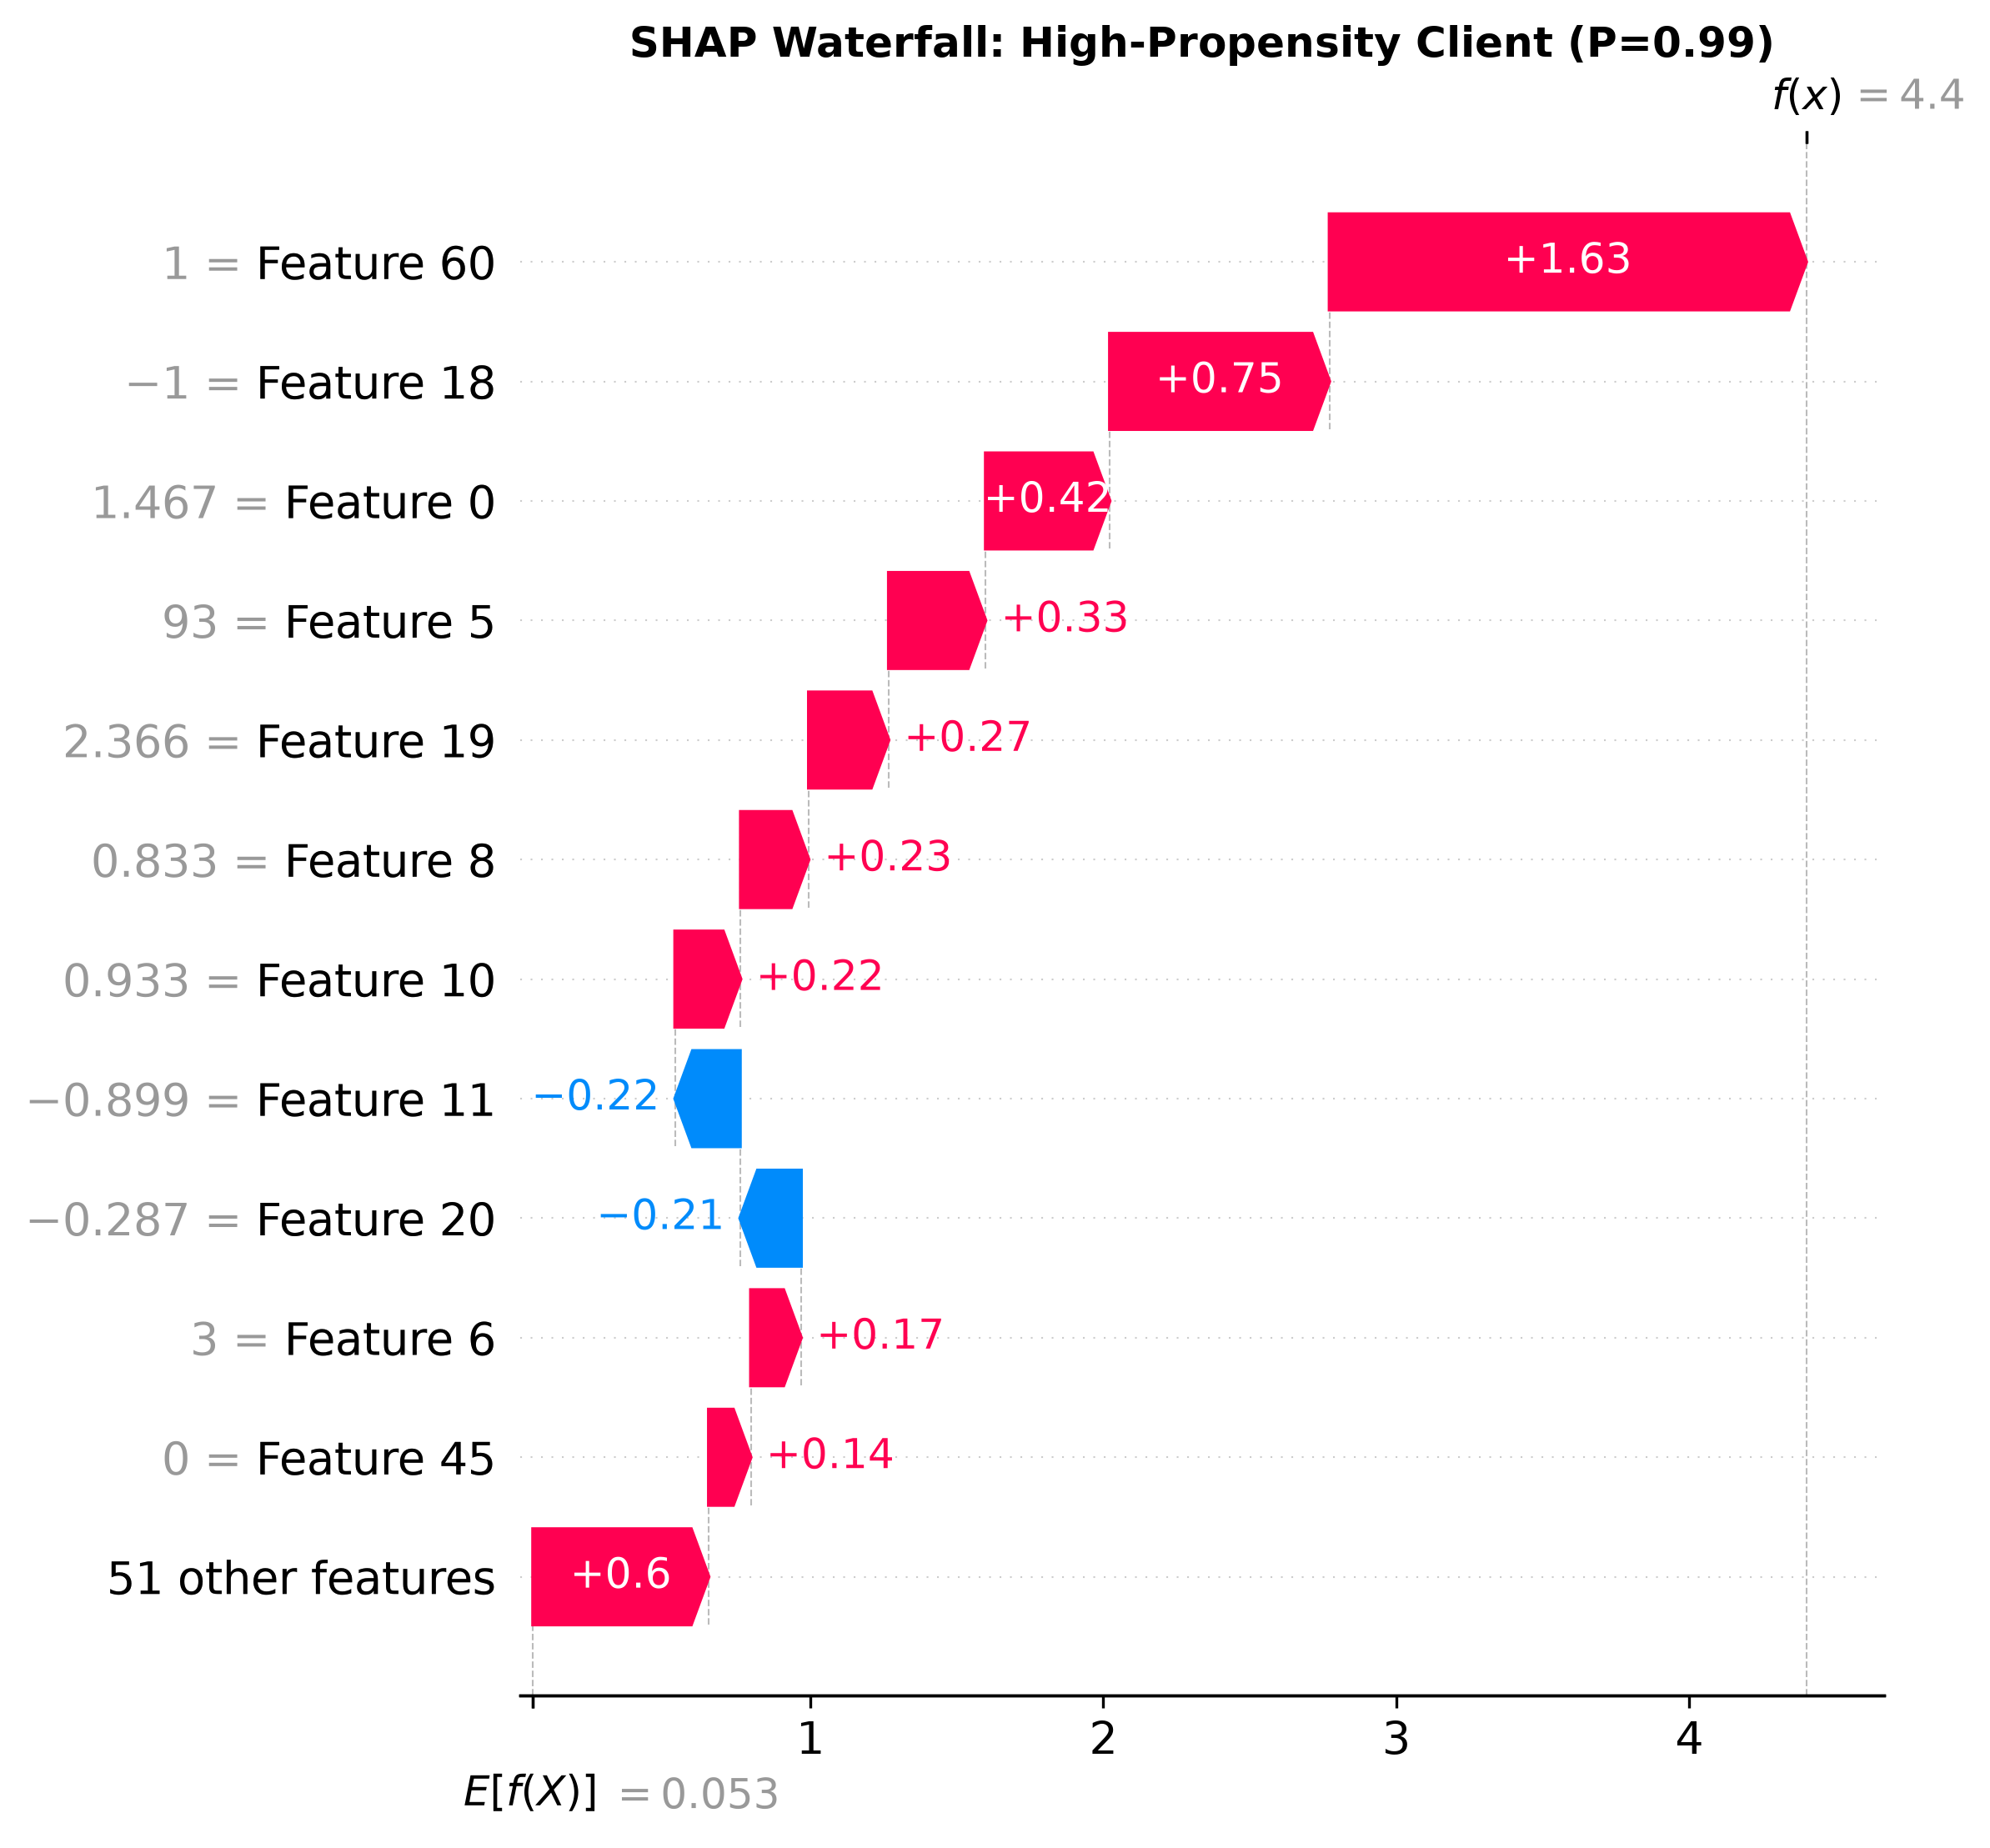 SHAP Waterfall: High-Propensity Client (P=0.99)
f(x) = 4.4
1 = Feature 60 +1.63
−1 = Feature 18 +0.75
1.467 = Feature 0 +0.42
93 = Feature 5 +0.33
2.366 = Feature 19 +0.27
0.833 = Feature 8 +0.23
0.933 = Feature 10 +0.22
−0.899 = Feature 11 −0.22
−0.287 = Feature 20 −0.21
3 = Feature 6 +0.17
0 = Feature 45 +0.14
51 other features +0.6
1 2 3 4
E[f(X)] = 0.053